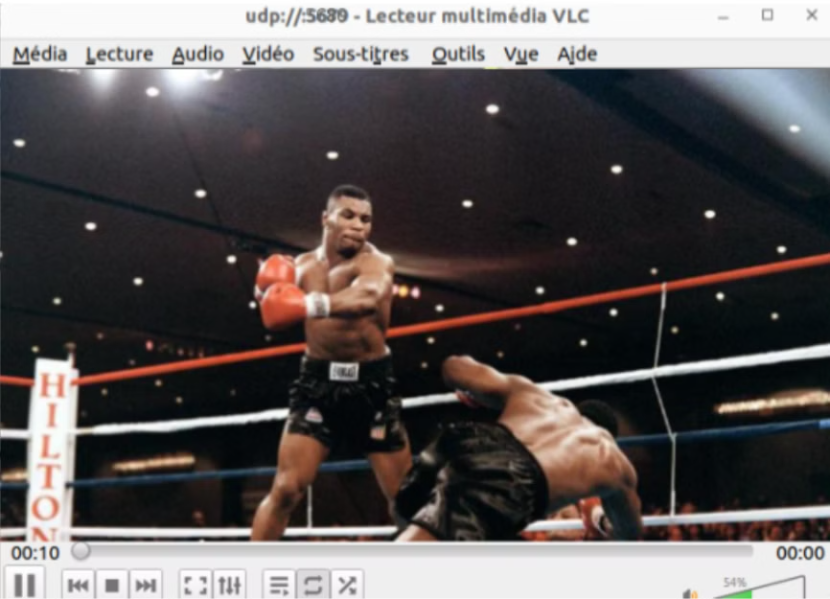 udp://:5689 - Lecteur multimédia VLC
Média Lecture Audio Vidéo Sous-titres Outils Vue Aide
HILTON
00:10 00:00
54%